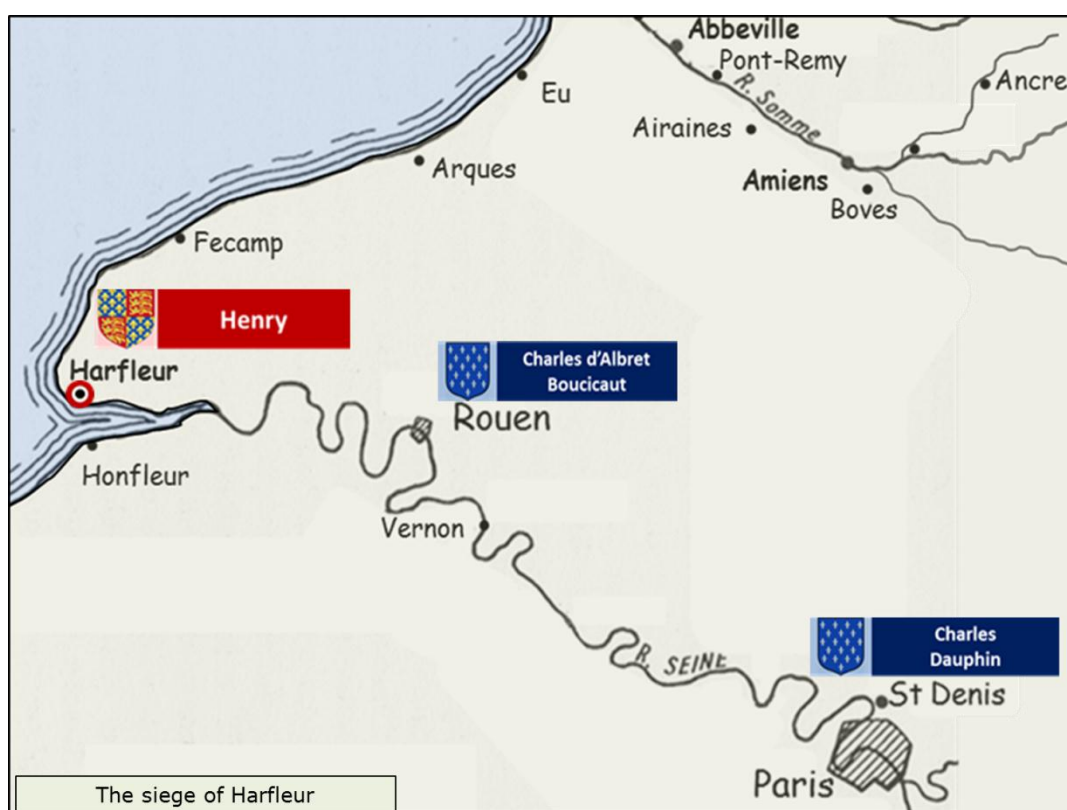 Abbeville
Pont-Remy
R. Somme
Ancre
Eu
Airaines
Arques
Amiens
Boves
Fecamp
Henry
Harfleur
Charles d'Albret
Boucicaut
Rouen
Honfleur
Vernon
R. SEINE
Charles
Dauphin
St Denis
Paris
The siege of Harfleur